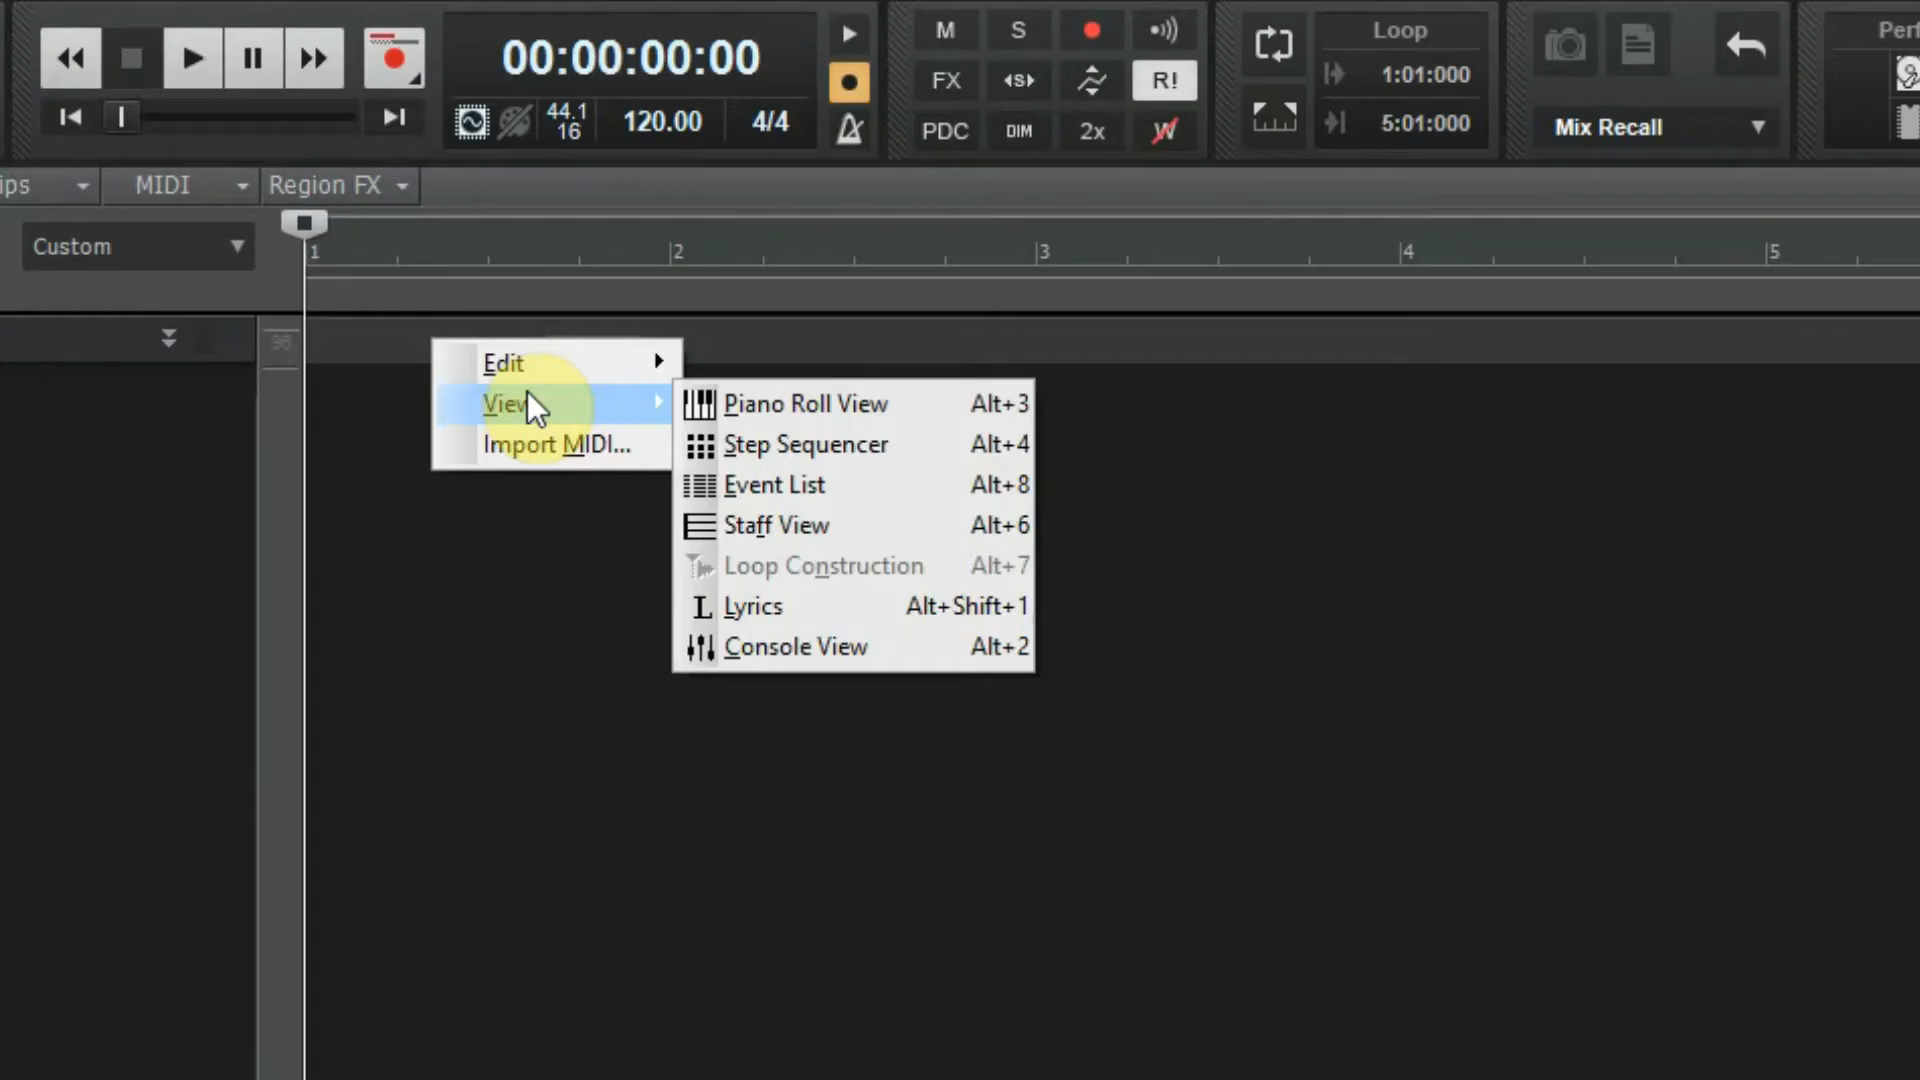 00:00:00:00
44.1
16
120.00
4/4
M
S
FX
R!
PDC
DIM
2x
W
Loop
1:01:000
5:01:000
Mix Recall
Perf
ips
MIDI
Region FX
Custom
1
2
3
4
5
96
Edit
View
Import MIDI...
Piano Roll View Alt+3
Step Sequencer Alt+4
Event List Alt+8
Staff View Alt+6
Loop Construction Alt+7
L Lyrics Alt+Shift+1
Console View Alt+2